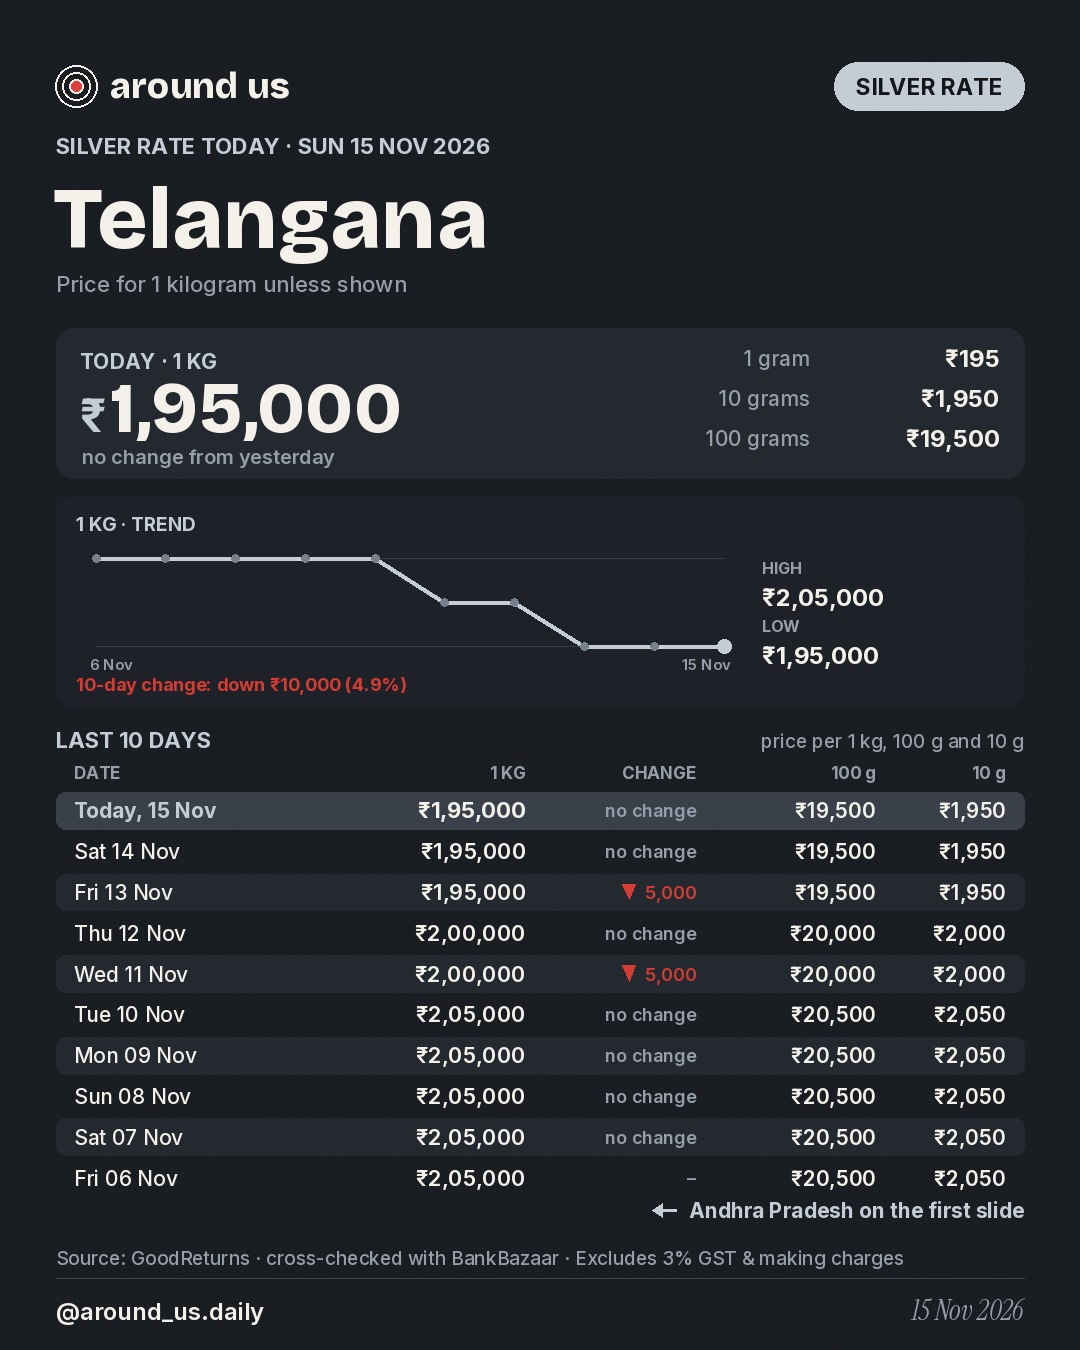 around us
SILVER RATE
SILVER RATE TODAY · SUN 15 NOV 2026
Telangana
Price for 1 kilogram unless shown
TODAY · 1 KG
₹1,95,000
no change from yesterday
1 gram ₹195
10 grams ₹1,950
100 grams ₹19,500
1 KG · TREND
HIGH
₹2,05,000
LOW
₹1,95,000
6 Nov 15 Nov
10-day change: down ₹10,000 (4.9%)
LAST 10 DAYS price per 1 kg, 100 g and 10 g
DATE 1 KG CHANGE 100 g 10 g
Today, 15 Nov ₹1,95,000 no change ₹19,500 ₹1,950
Sat 14 Nov ₹1,95,000 no change ₹19,500 ₹1,950
Fri 13 Nov ₹1,95,000 ▼ 5,000 ₹19,500 ₹1,950
Thu 12 Nov ₹2,00,000 no change ₹20,000 ₹2,000
Wed 11 Nov ₹2,00,000 ▼ 5,000 ₹20,000 ₹2,000
Tue 10 Nov ₹2,05,000 no change ₹20,500 ₹2,050
Mon 09 Nov ₹2,05,000 no change ₹20,500 ₹2,050
Sun 08 Nov ₹2,05,000 no change ₹20,500 ₹2,050
Sat 07 Nov ₹2,05,000 no change ₹20,500 ₹2,050
Fri 06 Nov ₹2,05,000 – ₹20,500 ₹2,050
← Andhra Pradesh on the first slide
Source: GoodReturns · cross-checked with BankBazaar · Excludes 3% GST & making charges
@around_us.daily 15 Nov 2026